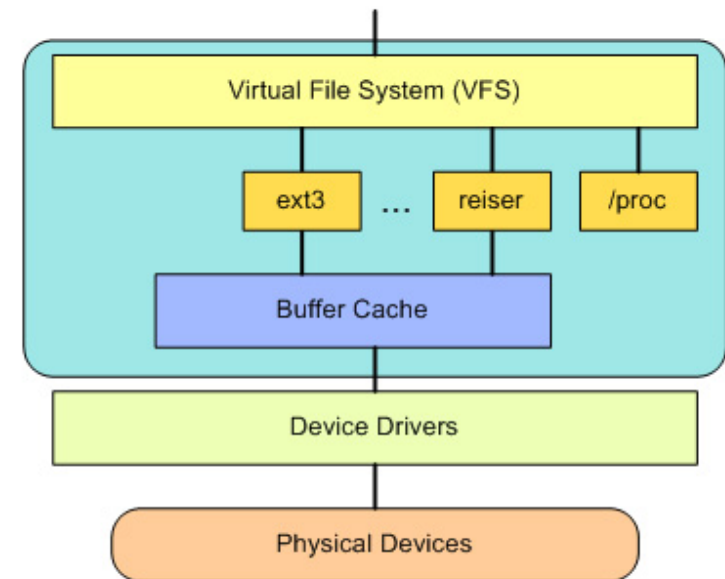 Virtual File System (VFS)
ext3 ... reiser /proc
Buffer Cache
Device Drivers
Physical Devices